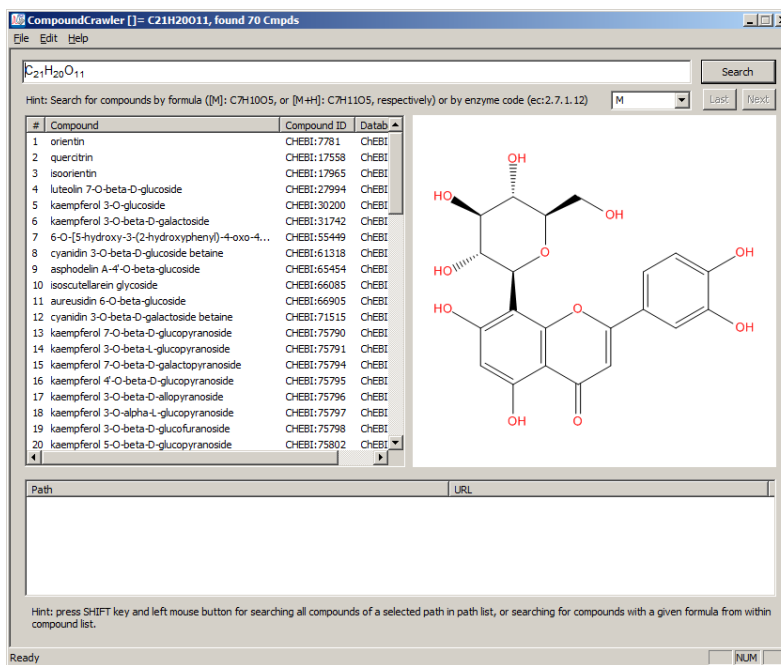 CompoundCrawler []= C21H20O11, found 70 Cmpds
File Edit Help
C₂₁H₂₀O₁₁
Search
Hint: Search for compounds by formula ([M]: C7H10O5, or [M+H]: C7H11O5, respectively) or by enzyme code (ec:2.7.1.12)
M
Last Next
# Compound Compound ID Datab
1 orientin CHEBI:7781 ChEBI
2 quercitrin CHEBI:17558 ChEBI
3 isoorientin CHEBI:17965 ChEBI
4 luteolin 7-O-beta-D-glucoside CHEBI:27994 ChEBI
5 kaempferol 3-O-glucoside CHEBI:30200 ChEBI
6 kaempferol 3-O-beta-D-galactoside CHEBI:31742 ChEBI
7 6-O-[5-hydroxy-3-(2-hydroxyphenyl)-4-oxo-4... CHEBI:55449 ChEBI
8 cyanidin 3-O-beta-D-glucoside betaine CHEBI:61318 ChEBI
9 asphodelin A-4'-O-beta-glucoside CHEBI:65454 ChEBI
10 isoscutellarein glycoside CHEBI:66085 ChEBI
11 aureusidin 6-O-beta-glucoside CHEBI:66905 ChEBI
12 cyanidin 3-O-beta-D-galactoside betaine CHEBI:71515 ChEBI
13 kaempferol 7-O-beta-D-glucopyranoside CHEBI:75790 ChEBI
14 kaempferol 3-O-beta-L-glucopyranoside CHEBI:75791 ChEBI
15 kaempferol 7-O-beta-D-galactopyranoside CHEBI:75794 ChEBI
16 kaempferol 4'-O-beta-D-glucopyranoside CHEBI:75795 ChEBI
17 kaempferol 3-O-beta-D-allopyranoside CHEBI:75796 ChEBI
18 kaempferol 3-O-alpha-L-glucopyranoside CHEBI:75797 ChEBI
19 kaempferol 3-O-beta-D-glucofuranoside CHEBI:75798 ChEBI
20 kaempferol 5-O-beta-D-glucopyranoside CHEBI:75802 ChEBI
OH
HO
OH
HO
O
HO
OH
HO
O
OH
OH
O
Path URL
Hint: press SHIFT key and left mouse button for searching all compounds of a selected path in path list, or searching for compounds with a given formula from within
compound list.
Ready NUM